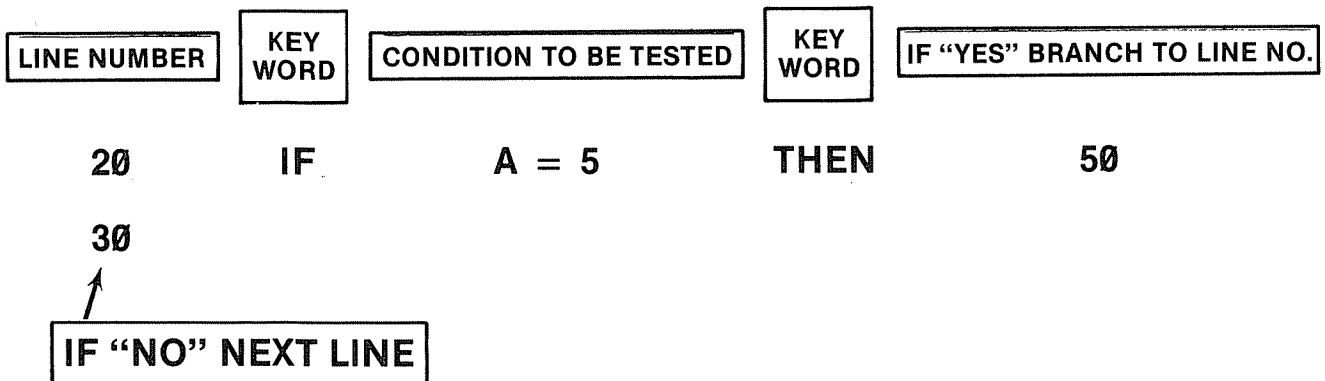 LINE NUMBER KEY WORD CONDITION TO BE TESTED KEY WORD IF “YES” BRANCH TO LINE NO.
20 IF A = 5 THEN 50
30
IF “NO” NEXT LINE